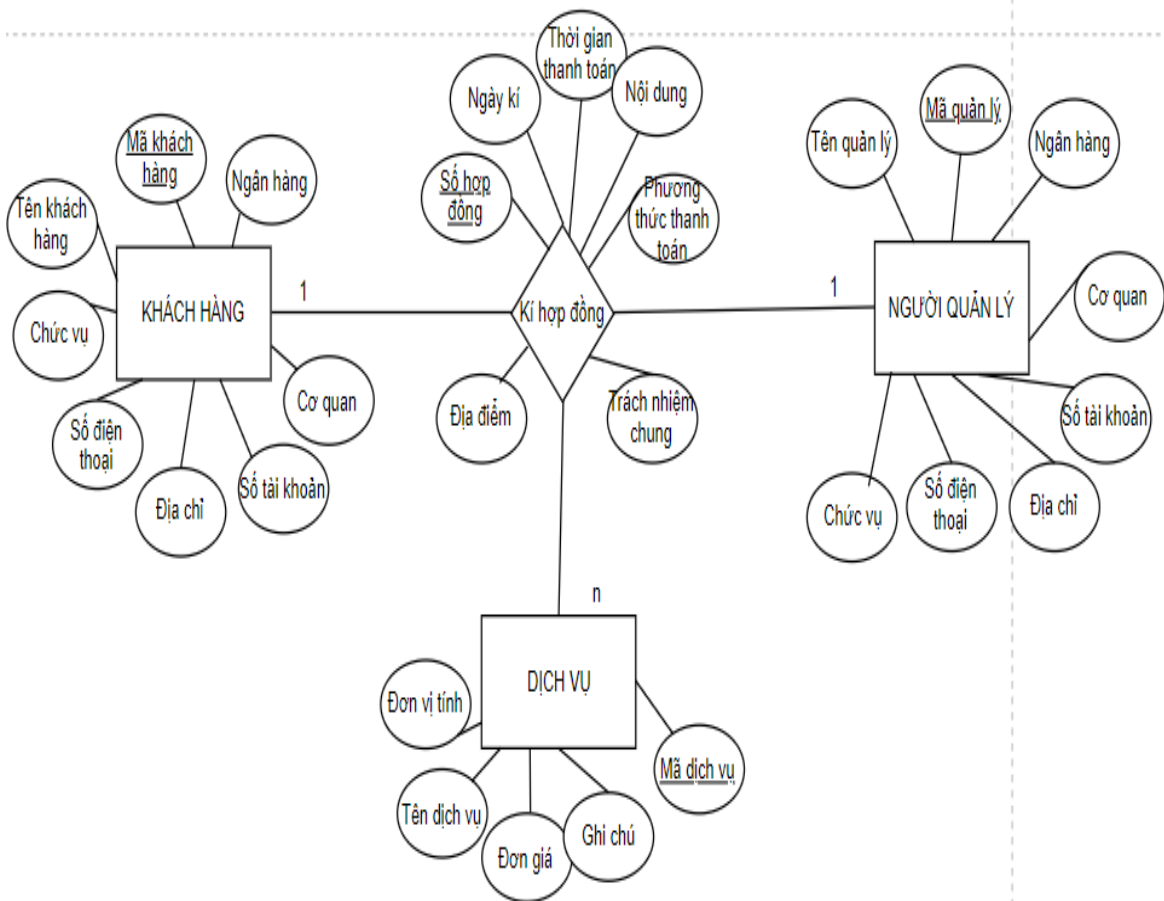 Thời gian
thanh toán
Ngày kí
Nội dung
Số hợp
đồng
Phương
thức thanh
toán
Mã khách
hàng
Ngân hàng
Tên khách
hàng
Chức vụ
KHÁCH HÀNG
1
Kí hợp đồng
1
NGƯỜI QUẢN LÝ
Tên quản lý
Mã quản lý
Ngân hàng
Cơ quan
Số tài khoản
Địa chỉ
Số điện
thoại
Chức vụ
Cơ quan
Số điện
thoại
Địa chỉ
Số tài khoản
Địa điểm
Trách nhiệm
chung
n
DỊCH VỤ
Đơn vị tính
Tên dịch vụ
Đơn giá
Ghi chú
Mã dịch vụ